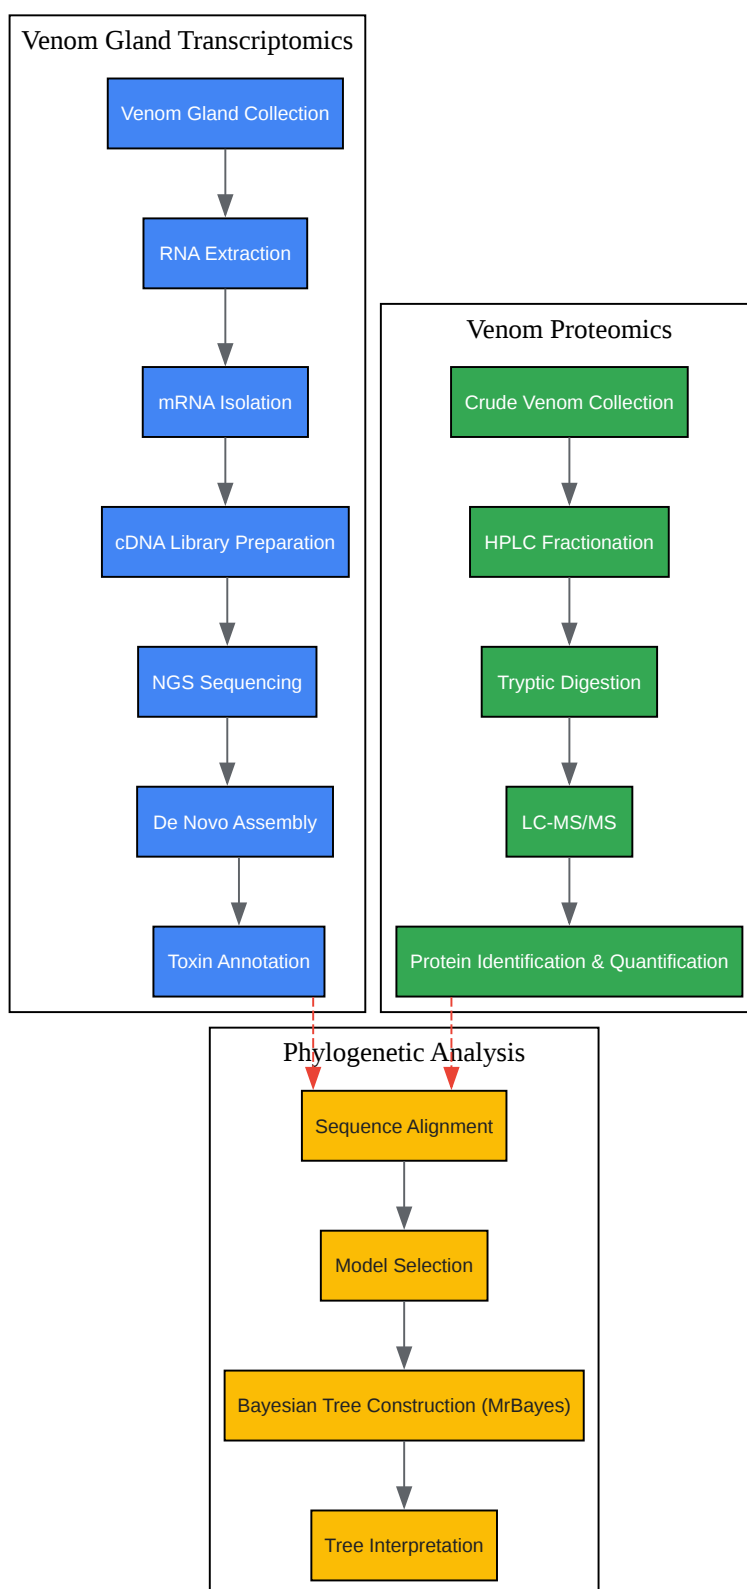 Venom Gland Transcriptomics
Venom Gland Collection
RNA Extraction
mRNA Isolation
cDNA Library Preparation
NGS Sequencing
De Novo Assembly
Toxin Annotation
Venom Proteomics
Crude Venom Collection
HPLC Fractionation
Tryptic Digestion
LC-MS/MS
Protein Identification & Quantification
Phylogenetic Analysis
Sequence Alignment
Model Selection
Bayesian Tree Construction (MrBayes)
Tree Interpretation